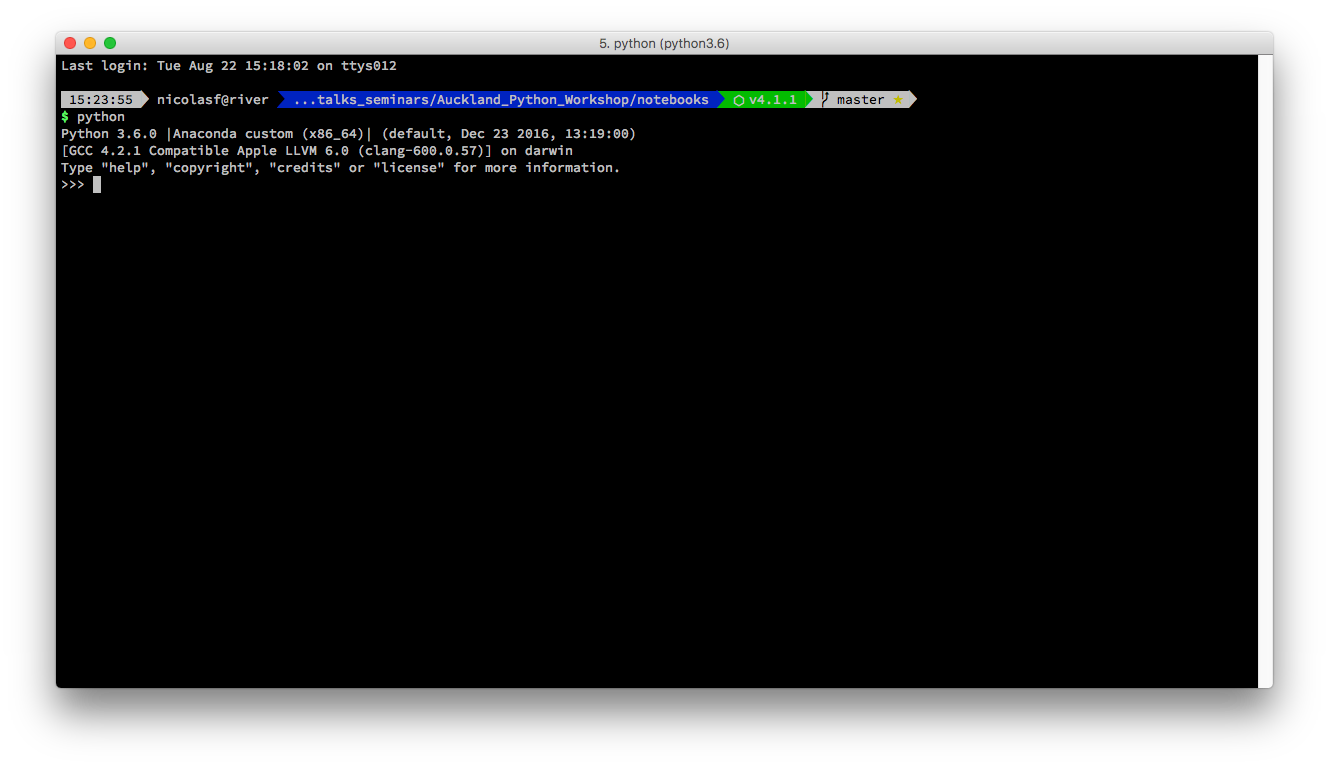 5. python (python3.6)
Last login: Tue Aug 22 15:18:02 on ttys012
15:23:55 nicolasf@river ...talks_seminars/Auckland_Python_Workshop/notebooks ⬡ v4.1.1 master ★
$ python
Python 3.6.0 |Anaconda custom (x86_64)| (default, Dec 23 2016, 13:19:00)
[GCC 4.2.1 Compatible Apple LLVM 6.0 (clang-600.0.57)] on darwin
Type "help", "copyright", "credits" or "license" for more information.
>>>